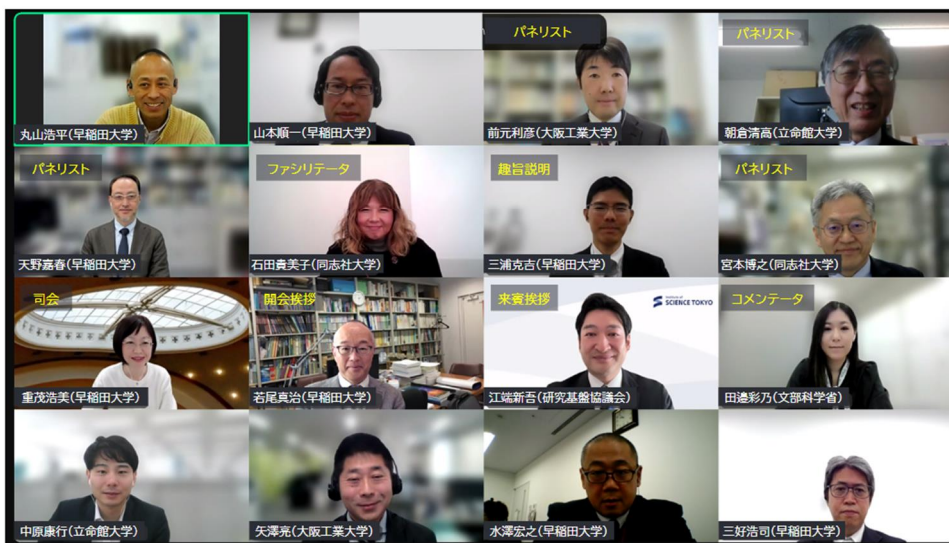 パネリスト
パネリスト
丸山浩平(早稲田大学)
山本順一(早稲田大学)
前元利彦(大阪工業大学)
朝倉清高(立命館大学)
パネリスト
ファシリテータ
趣旨説明
パネリスト
天野嘉春(早稲田大学)
石田貴美子(同志社大学)
三浦克吉(早稲田大学)
宮本博之(同志社大学)
司会
開会挨拶
来賓挨拶
SCIENCE TOKYO
コメンテータ
重茂浩美(早稲田大学)
若尾真治(早稲田大学)
江端新吾(研究基盤協議会)
田邉彩乃(文部科学省)
中原康行(立命館大学)
矢澤亮(大阪工業大学)
水澤宏之(早稲田大学)
三好浩司(早稲田大学)